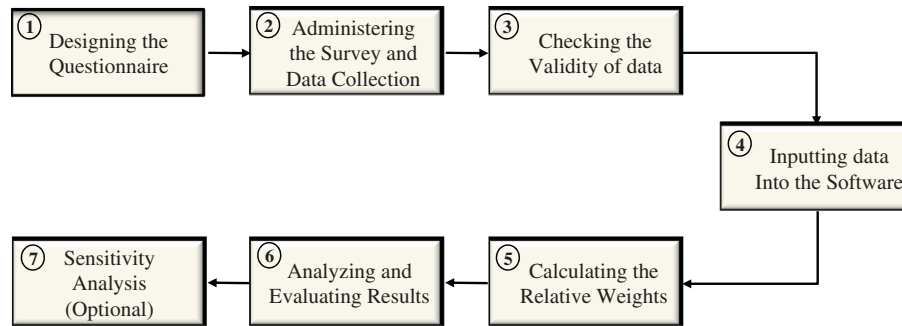 1
Designing the
Questionnaire
2
Administering
the Survey and
Data Collection
3
Checking the
Validity of data
4
Inputting data
Into the Software
5
Calculating the
Relative Weights
6
Analyzing and
Evaluating Results
7
Sensitivity
Analysis
(Optional)